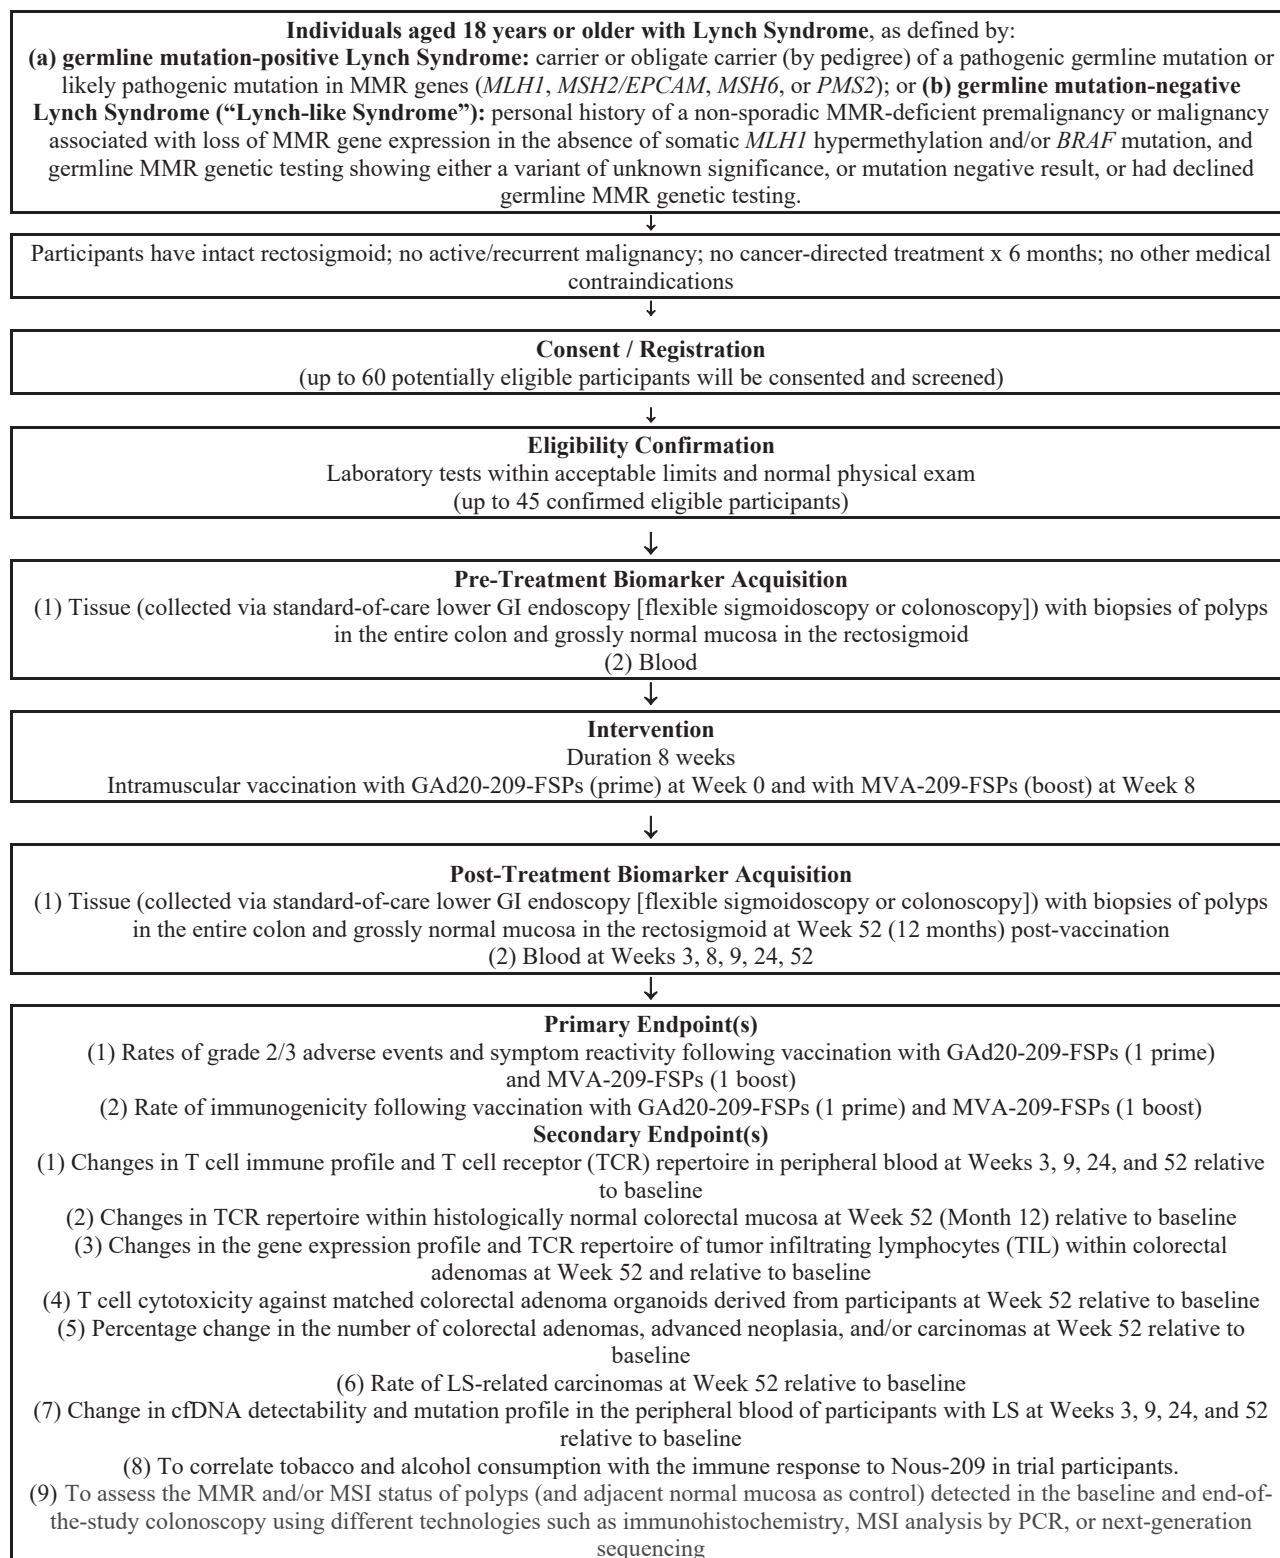 Individuals aged 18 years or older with Lynch Syndrome, as defined by:
(a) germline mutation-positive Lynch Syndrome: carrier or obligate carrier (by pedigree) of a pathogenic germline mutation or
likely pathogenic mutation in MMR genes (MLH1, MSH2/EPCAM, MSH6, or PMS2); or (b) germline mutation-negative
Lynch Syndrome (“Lynch-like Syndrome”): personal history of a non-sporadic MMR-deficient premalignancy or malignancy
associated with loss of MMR gene expression in the absence of somatic MLH1 hypermethylation and/or BRAF mutation, and
germline MMR genetic testing showing either a variant of unknown significance, or mutation negative result, or had declined
germline MMR genetic testing.
↓
Participants have intact rectosigmoid; no active/recurrent malignancy; no cancer-directed treatment x 6 months; no other medical
contraindications
↓
Consent / Registration
(up to 60 potentially eligible participants will be consented and screened)
↓
Eligibility Confirmation
Laboratory tests within acceptable limits and normal physical exam
(up to 45 confirmed eligible participants)
↓
Pre-Treatment Biomarker Acquisition
(1) Tissue (collected via standard-of-care lower GI endoscopy [flexible sigmoidoscopy or colonoscopy]) with biopsies of polyps
in the entire colon and grossly normal mucosa in the rectosigmoid
(2) Blood
↓
Intervention
Duration 8 weeks
Intramuscular vaccination with GAd20-209-FSPs (prime) at Week 0 and with MVA-209-FSPs (boost) at Week 8
↓
Post-Treatment Biomarker Acquisition
(1) Tissue (collected via standard-of-care lower GI endoscopy [flexible sigmoidoscopy or colonoscopy]) with biopsies of polyps
in the entire colon and grossly normal mucosa in the rectosigmoid at Week 52 (12 months) post-vaccination
(2) Blood at Weeks 3, 8, 9, 24, 52
↓
Primary Endpoint(s)
(1) Rates of grade 2/3 adverse events and symptom reactivity following vaccination with GAd20-209-FSPs (1 prime)
and MVA-209-FSPs (1 boost)
(2) Rate of immunogenicity following vaccination with GAd20-209-FSPs (1 prime) and MVA-209-FSPs (1 boost)
Secondary Endpoint(s)
(1) Changes in T cell immune profile and T cell receptor (TCR) repertoire in peripheral blood at Weeks 3, 9, 24, and 52 relative
to baseline
(2) Changes in TCR repertoire within histologically normal colorectal mucosa at Week 52 (Month 12) relative to baseline
(3) Changes in the gene expression profile and TCR repertoire of tumor infiltrating lymphocytes (TIL) within colorectal
adenomas at Week 52 and relative to baseline
(4) T cell cytotoxicity against matched colorectal adenoma organoids derived from participants at Week 52 relative to baseline
(5) Percentage change in the number of colorectal adenomas, advanced neoplasia, and/or carcinomas at Week 52 relative to
baseline
(6) Rate of LS-related carcinomas at Week 52 relative to baseline
(7) Change in cfDNA detectability and mutation profile in the peripheral blood of participants with LS at Weeks 3, 9, 24, and 52
relative to baseline
(8) To correlate tobacco and alcohol consumption with the immune response to Nous-209 in trial participants.
(9) To assess the MMR and/or MSI status of polyps (and adjacent normal mucosa as control) detected in the baseline and end-of-
the-study colonoscopy using different technologies such as immunohistochemistry, MSI analysis by PCR, or next-generation
sequencing